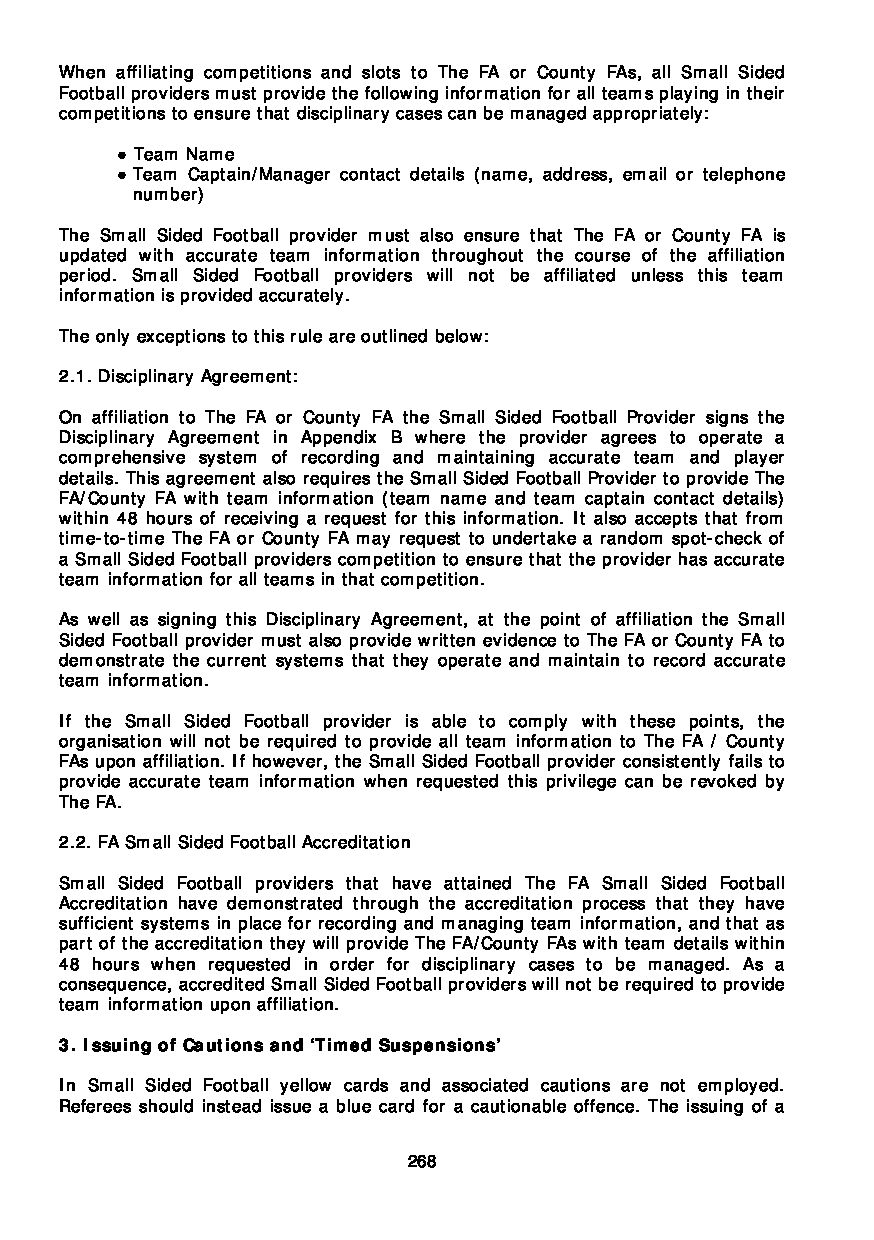 When affiliating competitions and slots to The FA or County FAs, all Small Sided
Football providers must provide the following information for all teams playing in their
competitions to ensure that disciplinary cases can be managed appropriately:
● Team Name
● Team Captain/Manager contact details (name, address, email or telephone
number)
The Small Sided Football provider must also ensure that The FA or County FA is
updated with accurate team information throughout the course of the affiliation
period. Small Sided Football providers will not be affiliated unless this team
information is provided accurately.
The only exceptions to this rule are outlined below:
2.1. Disciplinary Agreement:
On affiliation to The FA or County FA the Small Sided Football Provider signs the
Disciplinary Agreement in Appendix B where the provider agrees to operate a
comprehensive system of recording and maintaining accurate team and player
details. This agreement also requires the Small Sided Football Provider to provide The
FA/County FA with team information (team name and team captain contact details)
within 48 hours of receiving a request for this information. It also accepts that from
time-to-time The FA or County FA may request to undertake a random spot-check of
a Small Sided Football providers competition to ensure that the provider has accurate
team information for all teams in that competition.
As well as signing this Disciplinary Agreement, at the point of affiliation the Small
Sided Football provider must also provide written evidence to The FA or County FA to
demonstrate the current systems that they operate and maintain to record accurate
team information.
If the Small Sided Football provider is able to comply with these points, the
organisation will not be required to provide all team information to The FA / County
FAs upon affiliation. If however, the Small Sided Football provider consistently fails to
provide accurate team information when requested this privilege can be revoked by
The FA.
2.2. FA Small Sided Football Accreditation
Small Sided Football providers that have attained The FA Small Sided Football
Accreditation have demonstrated through the accreditation process that they have
sufficient systems in place for recording and managing team information, and that as
part of the accreditation they will provide The FA/County FAs with team details within
48 hours when requested in order for disciplinary cases to be managed. As a
consequence, accredited Small Sided Football providers will not be required to provide
team information upon affiliation.
3. Issuing of Cautions and ‘Timed Suspensions’
In Small Sided Football yellow cards and associated cautions are not employed.
Referees should instead issue a blue card for a cautionable offence. The issuing of a
268